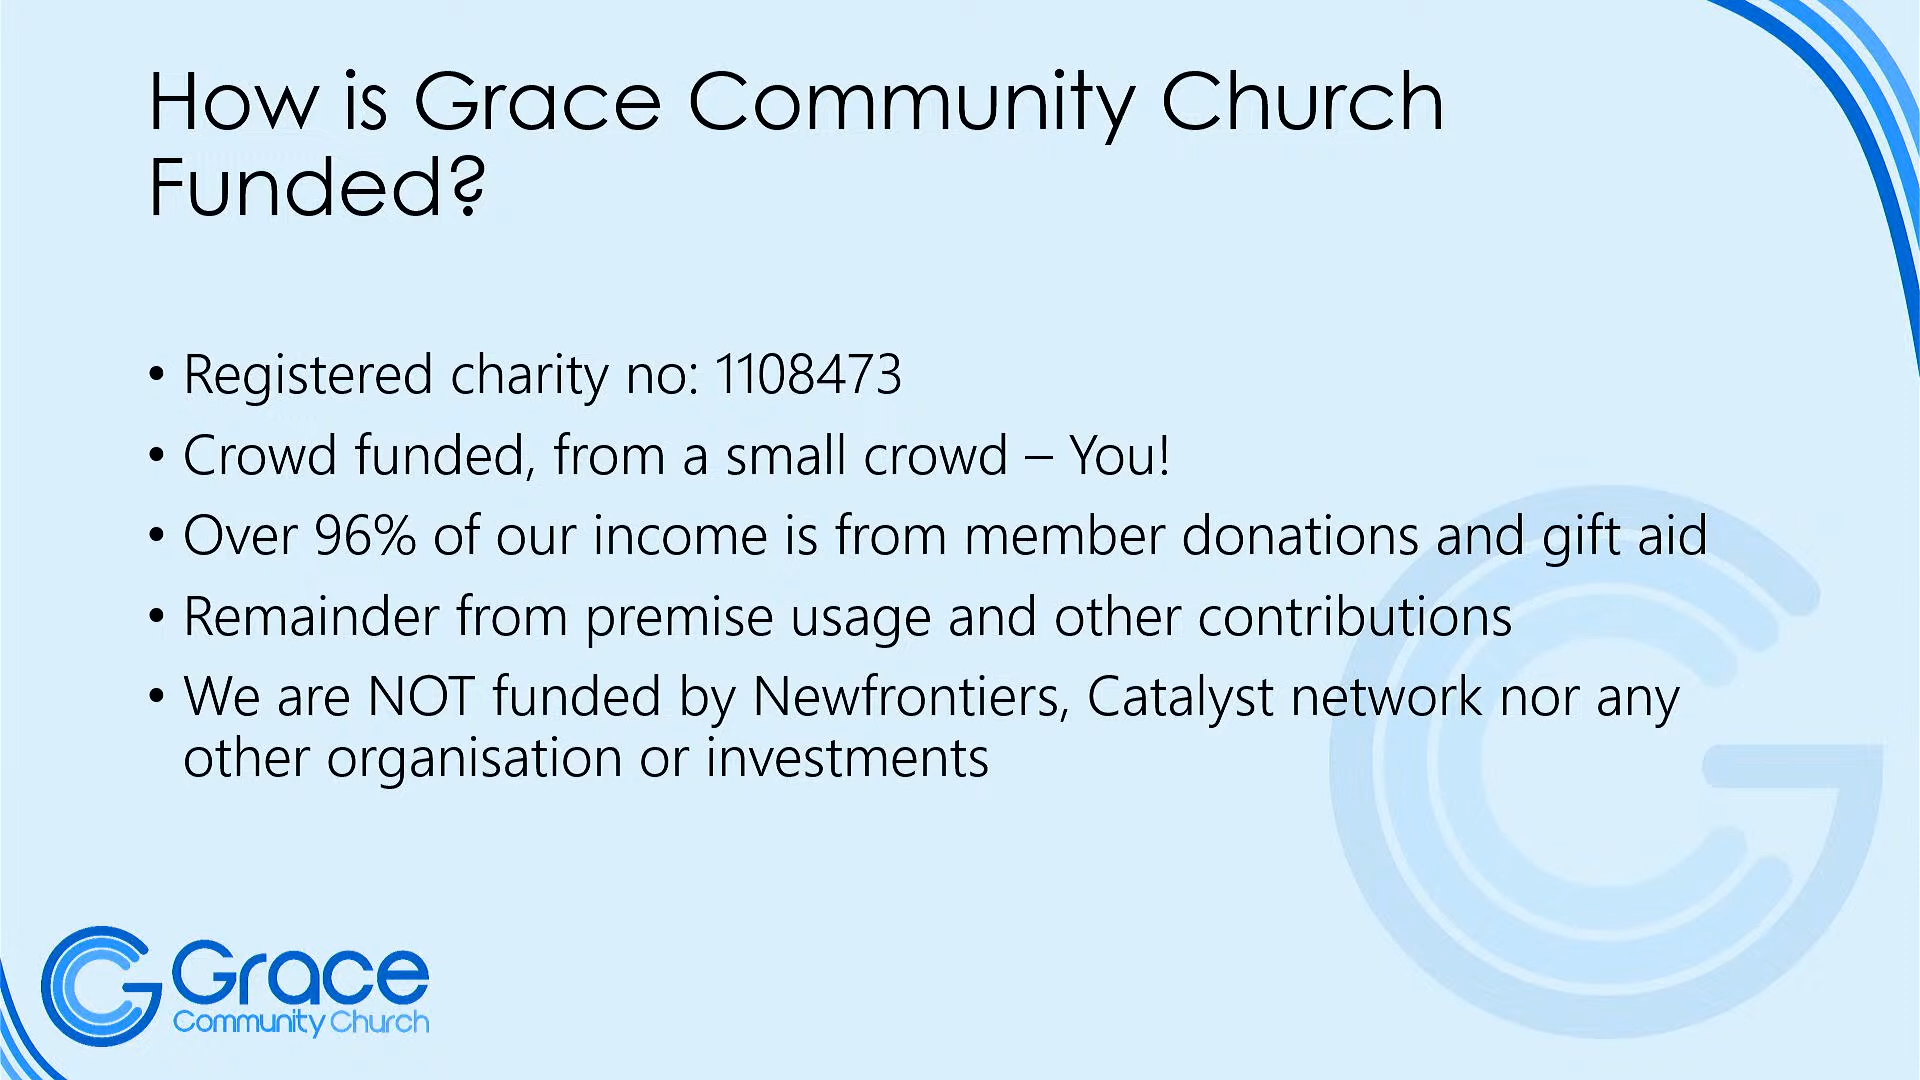 How is Grace Community Church
Funded?
• Registered charity no: 1108473
• Crowd funded, from a small crowd – You!
• Over 96% of our income is from member donations and gift aid
• Remainder from premise usage and other contributions
• We are NOT funded by Newfrontiers, Catalyst network nor any
other organisation or investments
Grace
Community Church